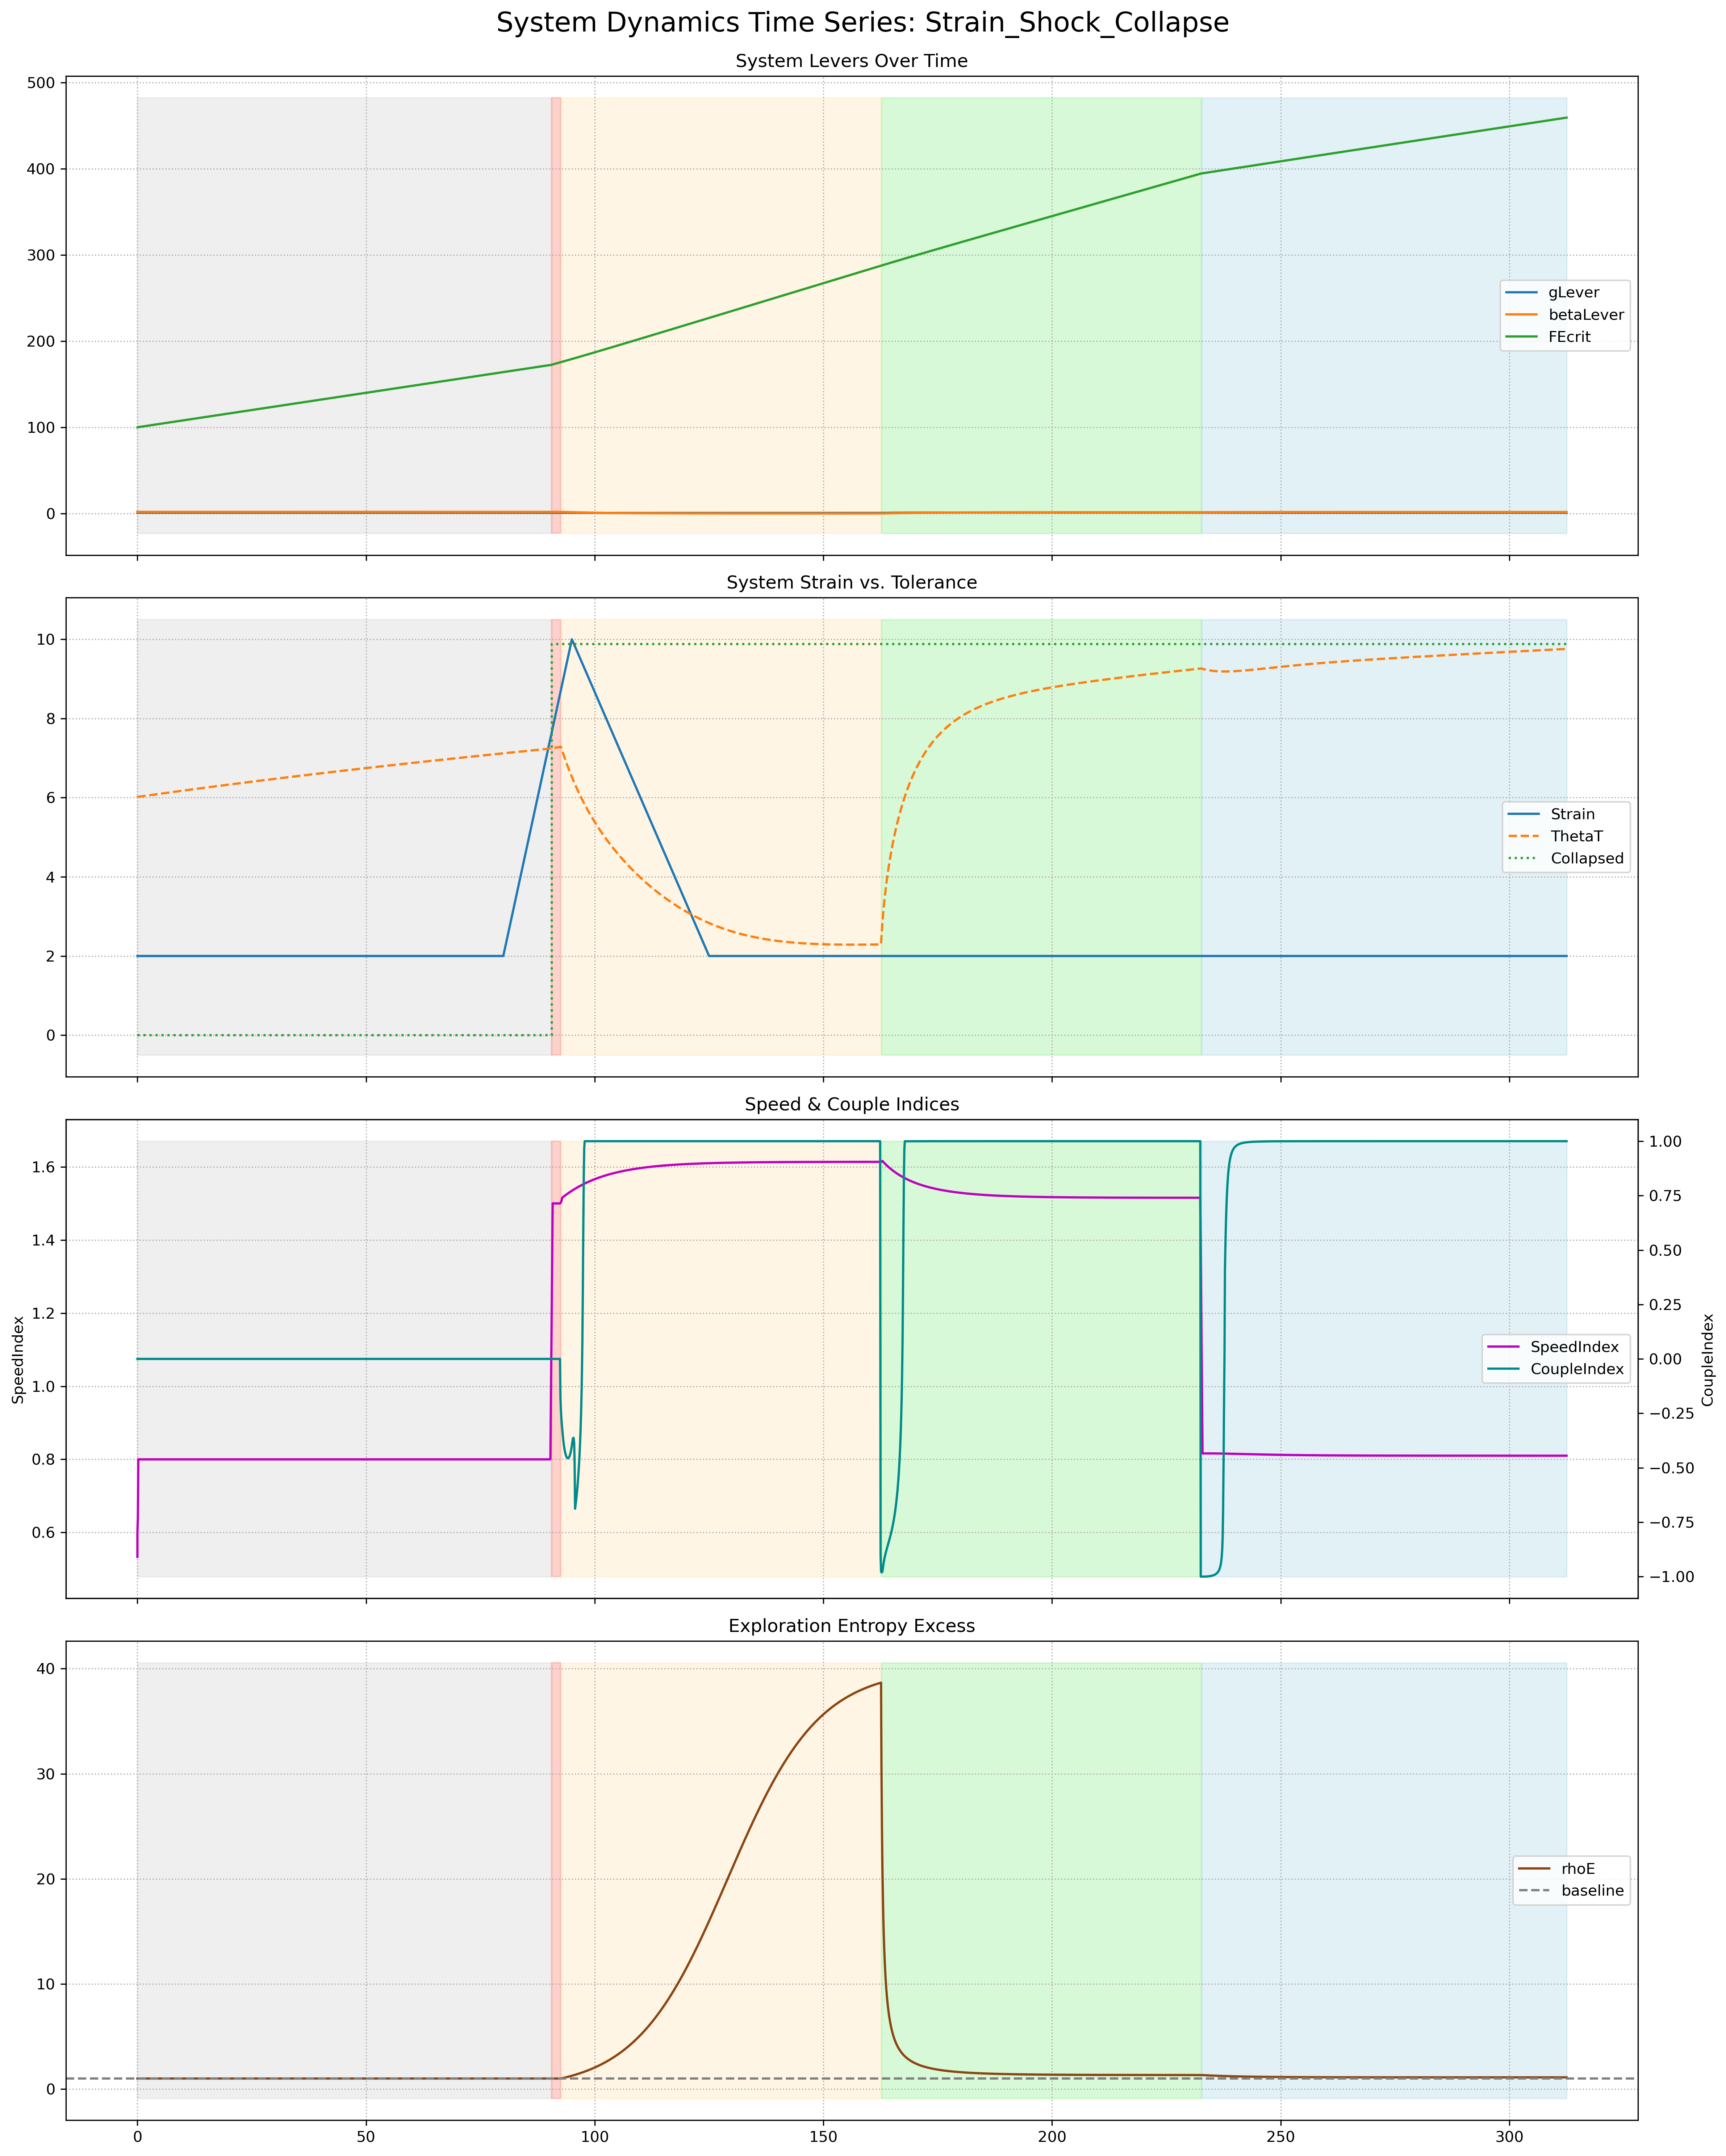 System Dynamics Time Series: Strain_Shock_Collapse
System Levers Over Time
500
400
300
200
100
0
gLever
betaLever
FEcrit
System Strain vs. Tolerance
10
8
6
4
2
0
Strain
ThetaT
Collapsed
Speed & Couple Indices
1.6
1.4
1.2
1.0
0.8
0.6
SpeedIndex
1.00
0.75
0.50
0.25
0.00
−0.25
−0.50
−0.75
−1.00
CoupleIndex
SpeedIndex
CoupleIndex
Exploration Entropy Excess
40
30
20
10
0
rhoE
baseline
0 50 100 150 200 250 300